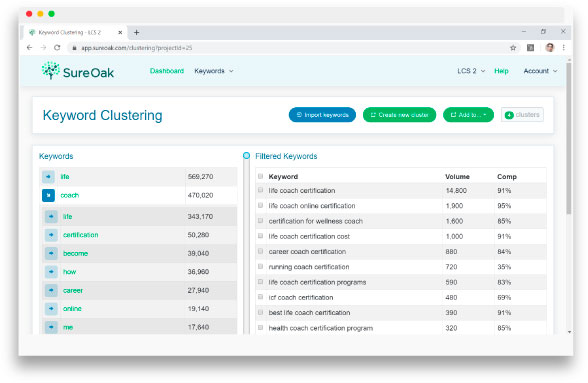 Keyword Clustering - LCS 2
app.sureoak.com/clustering?projectId=25
SureOak
Dashboard
Keywords
LCS 2
Help
Account
Keyword Clustering
Import keywords
Create new cluster
Add to...
4 clusters
Keywords
life 569,270
coach 470,020
life 343,170
certification 50,280
become 39,040
how 36,960
career 27,940
online 19,140
me 17,640
Filtered Keywords
Keyword Volume Comp
life coach certification 14,800 91%
life coach online certification 1,900 95%
certification for wellness coach 1,600 85%
life coach certification cost 1,000 91%
career coach certification 880 84%
running coach certification 720 35%
life coach certification programs 590 83%
icf coach certification 480 69%
best life coach certification 390 91%
health coach certification program 320 85%